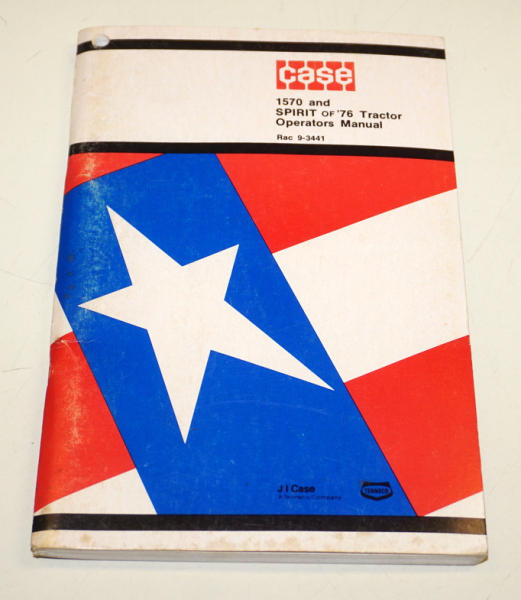 case
1570 and
SPIRIT OF '76 Tractor
Operators Manual
Rac 9-3441
J I Case
A Tenneco Company
TENNECO